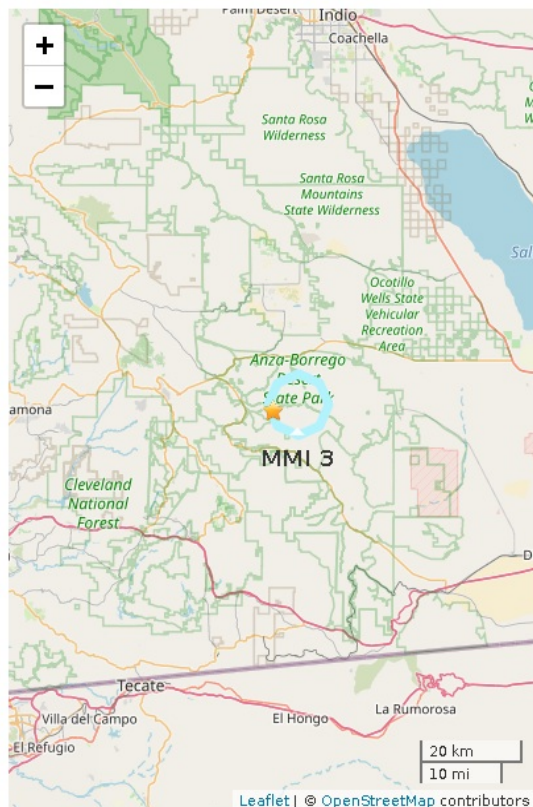 Palm Desert
Indio
Coachella
+
−
Santa Rosa
Wilderness
Santa Rosa
Mountains
State Wilderness
Sal
Ocotillo
Wells State
Vehicular
Recreation
Area
Anza-Borrego
Desert
State Park
amona
MMI 3
Cleveland
National
Forest
D
Tecate
Villa del Campo
El Hongo
La Rumorosa
El Refugio
20 km
10 mi
Leaflet | © OpenStreetMap contributors